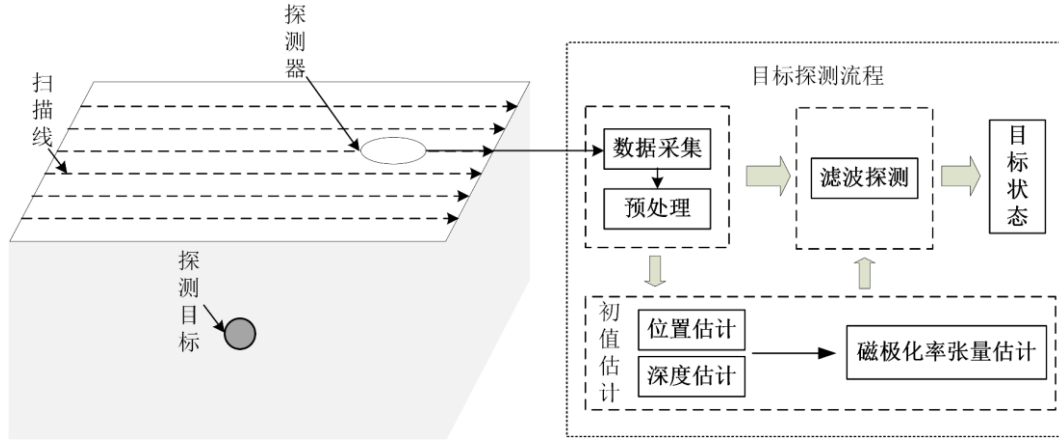 扫描线
探测器
探测目标
目标探测流程
数据采集
预处理
滤波探测
目标状态
初值估计
位置估计
深度估计
磁极化率张量估计